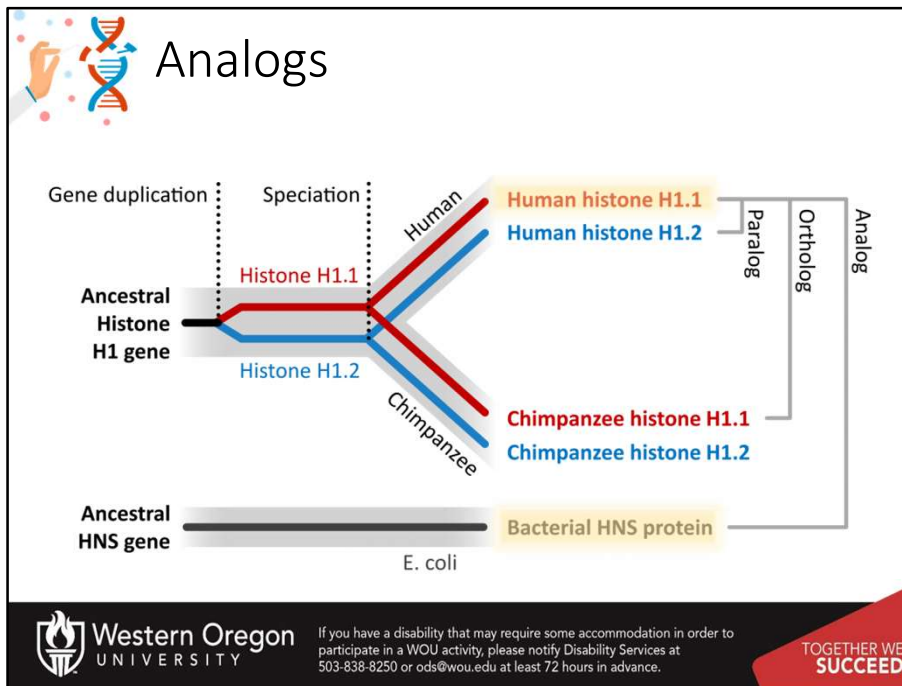 Analogs
Gene duplication
Speciation
Human
Human histone H1.1
Human histone H1.2
Paralog
Ortholog
Analog
Histone H1.1
Ancestral
Histone
H1 gene
Histone H1.2
Chimpanzee
Chimpanzee histone H1.1
Chimpanzee histone H1.2
Ancestral
HNS gene
Bacterial HNS protein
E. coli
Western Oregon
UNIVERSITY
If you have a disability that may require some accommodation in order to
participate in a WOU activity, please notify Disability Services at
503-838-8250 or ods@wou.edu at least 72 hours in advance.
TOGETHER WE
SUCCEED